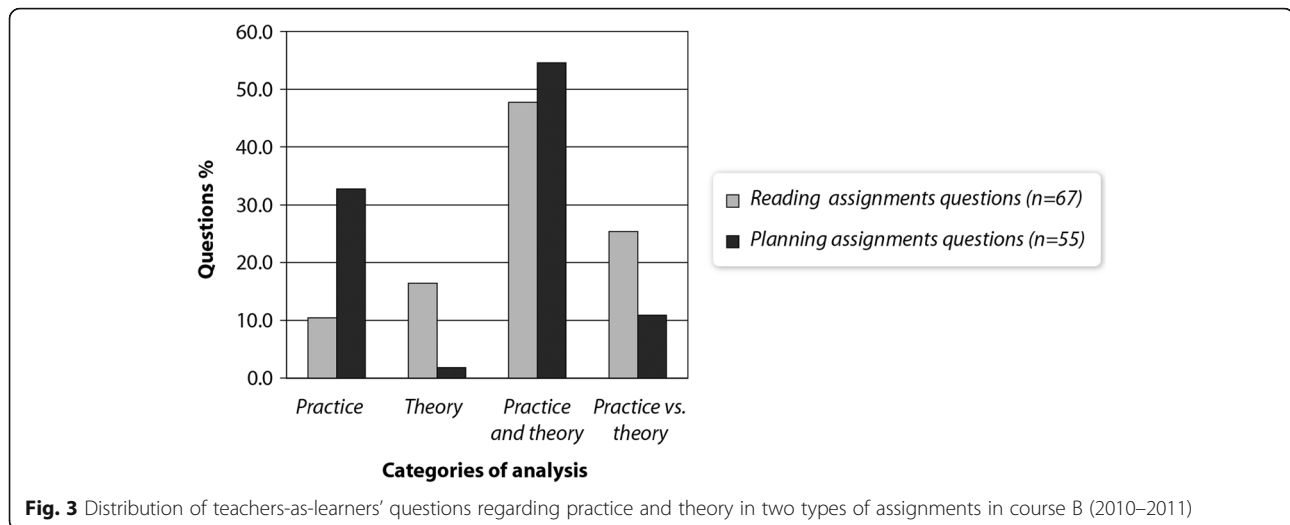 60.0
50.0
40.0
30.0
20.0
10.0
0.0
Questions %
Practice
Theory
Practice
and theory
Practice vs.
theory
Categories of analysis
Reading assignments questions (n=67)
Planning assignments questions (n=55)
Fig. 3 Distribution of teachers-as-learners’ questions regarding practice and theory in two types of assignments in course B (2010–2011)